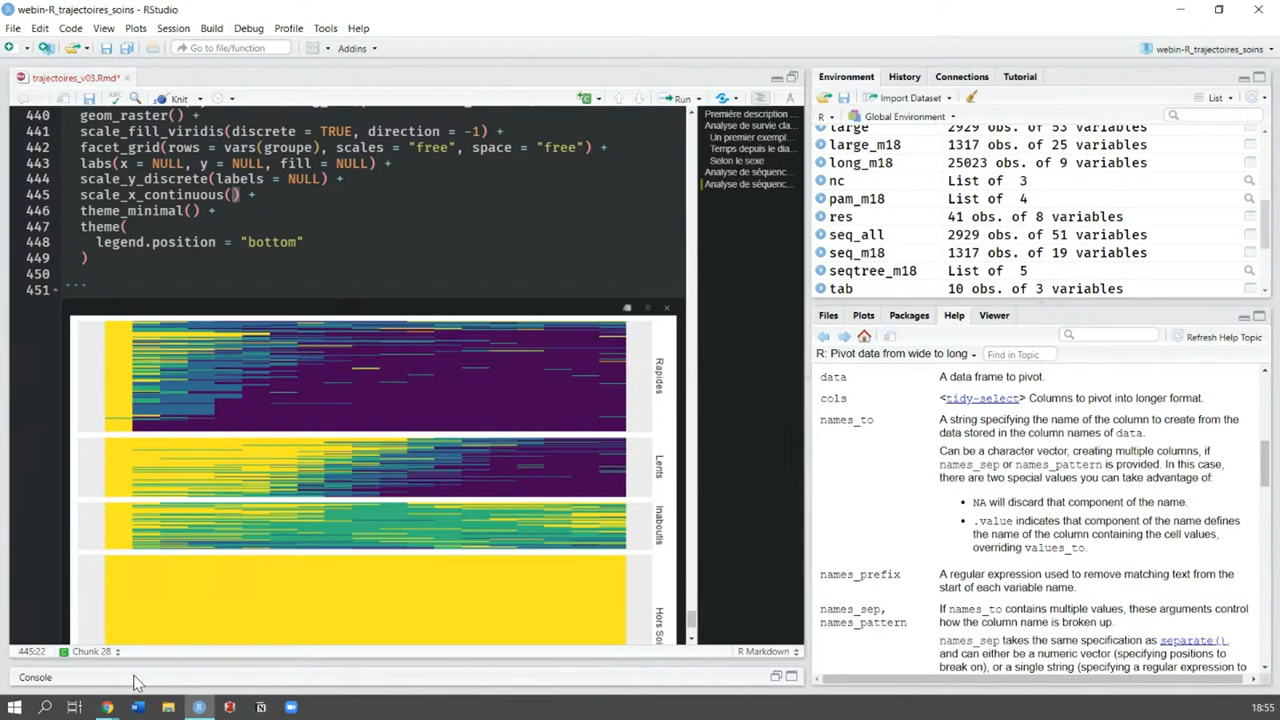 webin-R_trajectoires_soins - RStudio
File Edit Code View Plots Session Build Debug Profile Tools Help
Go to file/function Addins webin-R_trajectoires_soins
trajectoires_v03.Rmd*
Knit Run
440 geom_raster() +
441 scale_fill_viridis(discrete = TRUE, direction = -1) +
442 facet_grid(rows = vars(groupe), scales = "free", space = "free") +
443 labs(x = NULL, y = NULL, fill = NULL) +
444 scale_y_discrete(labels = NULL) +
445 scale_x_continuous() +
446 theme_minimal() +
447 theme(
448 legend.position = "bottom"
449 )
450
451 ```
Première description ...
Analyse de survie cla...
Un premier exempl...
Temps depuis le dia...
Selon le sexe
Analyse de séquenc...
Analyse de séquenc...
Rapides
Lents
Inaboutis
445:22 Chunk 28 R Markdown
Console
Environment History Connections Tutorial
Import Dataset List
R Global Environment
large 2929 obs. of 53 variables
large_m18 1317 obs. of 25 variables
long_m18 25023 obs. of 9 variables
nc List of 3
pam_m18 List of 4
res 41 obs. of 8 variables
seq_all 2929 obs. of 51 variables
seq_m18 1317 obs. of 19 variables
seqtree_m18 List of 5
tab 10 obs. of 3 variables
Files Plots Packages Help Viewer
Refresh Help Topic
R: Pivot data from wide to long Find in Topic
data A data frame to pivot.
cols <tidy-select> Columns to pivot into longer format.
names_to A string specifying the name of the column to create from the
data stored in the column names of data.
Can be a character vector, creating multiple columns, if
names_sep or names_pattern is provided. In this case,
there are two special values you can take advantage of:
• NA will discard that component of the name.
• .value indicates that component of the name defines
the name of the column containing the cell values,
overriding values_to.
names_prefix A regular expression used to remove matching text from the
start of each variable name.
names_sep, If names_to contains multiple values, these arguments control
names_pattern how the column name is broken up.
names_sep takes the same specification as separate(),
and can either be a numeric vector (specifying positions to
break on), or a single string (specifying a regular expression to
18:55